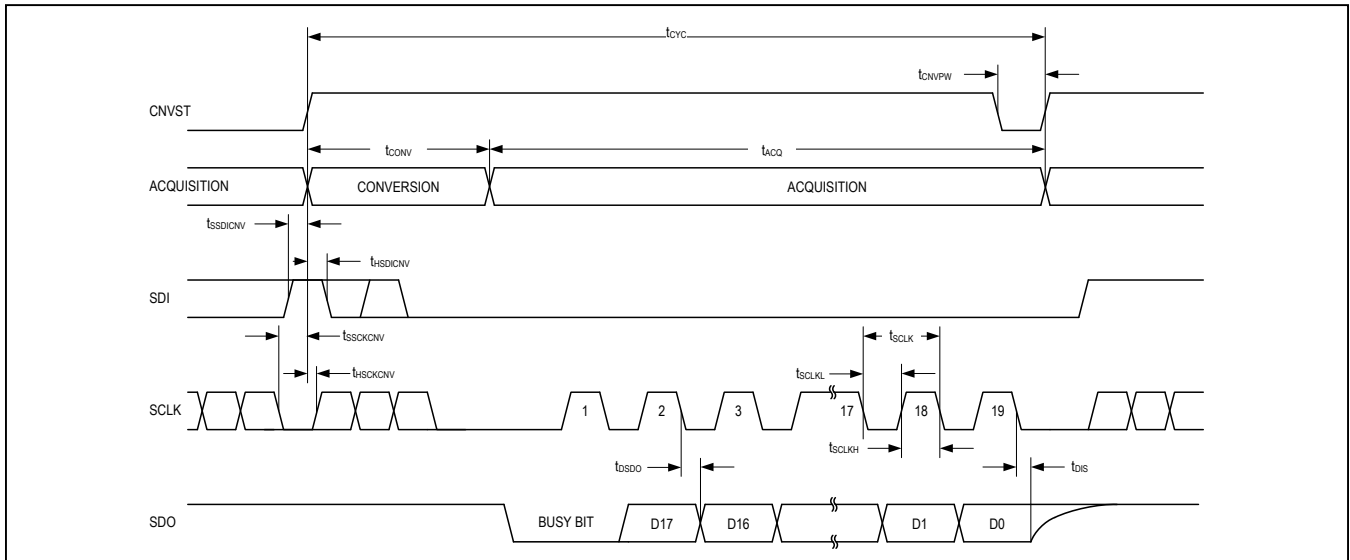 tCYC
tCNVPW
CNVST
tCONV
tACQ
ACQUISITION
CONVERSION
ACQUISITION
tSSDICNV
tHSDICNV
SDI
tSSCKCNV
tSCLK
tHSCKCNV
tSCLKL
SCLK
1
2
3
17
18
19
tSCLKH
tDSDO
tDIS
SDO
BUSY BIT
D17
D16
D1
D0